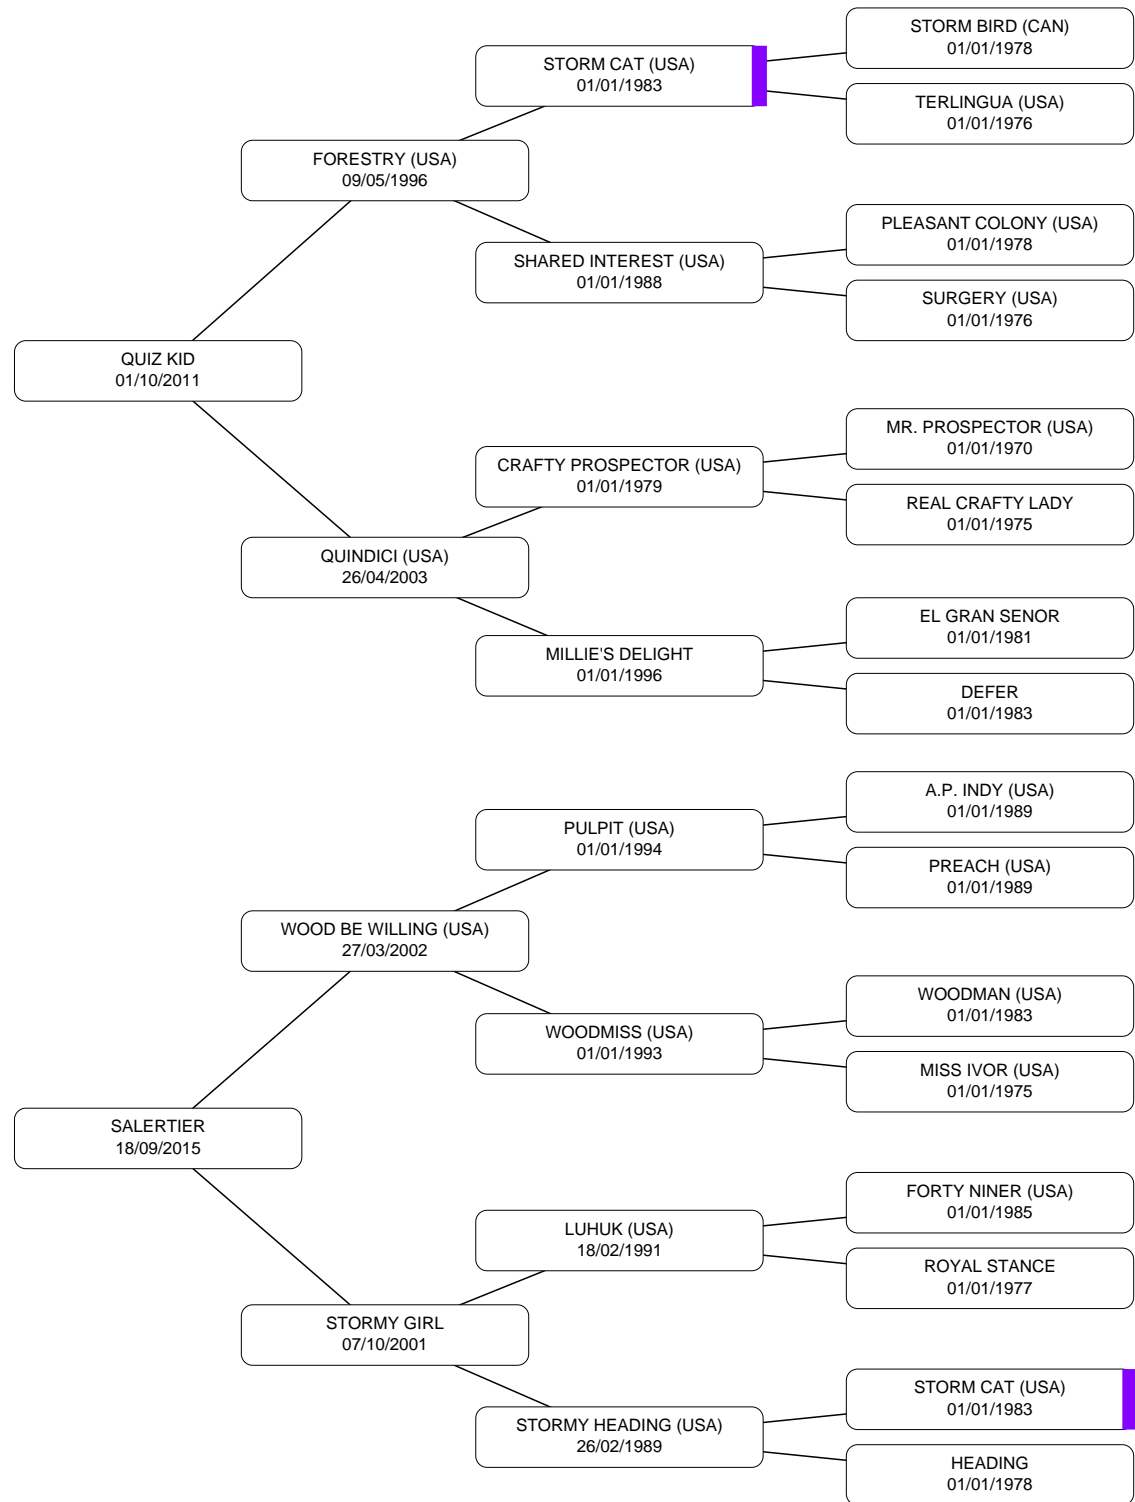 STORM BIRD (CAN)
01/01/1978
STORM CAT (USA)
01/01/1983
TERLINGUA (USA)
01/01/1976
FORESTRY (USA)
09/05/1996
PLEASANT COLONY (USA)
01/01/1978
SHARED INTEREST (USA)
01/01/1988
SURGERY (USA)
01/01/1976
QUIZ KID
01/10/2011
MR. PROSPECTOR (USA)
01/01/1970
CRAFTY PROSPECTOR (USA)
01/01/1979
REAL CRAFTY LADY
01/01/1975
QUINDICI (USA)
26/04/2003
EL GRAN SENOR
01/01/1981
MILLIE'S DELIGHT
01/01/1996
DEFER
01/01/1983
A.P. INDY (USA)
01/01/1989
PULPIT (USA)
01/01/1994
PREACH (USA)
01/01/1989
WOOD BE WILLING (USA)
27/03/2002
WOODMAN (USA)
01/01/1983
WOODMISS (USA)
01/01/1993
MISS IVOR (USA)
01/01/1975
SALERTIER
18/09/2015
FORTY NINER (USA)
01/01/1985
LUHUK (USA)
18/02/1991
ROYAL STANCE
01/01/1977
STORMY GIRL
07/10/2001
STORM CAT (USA)
01/01/1983
STORMY HEADING (USA)
26/02/1989
HEADING
01/01/1978